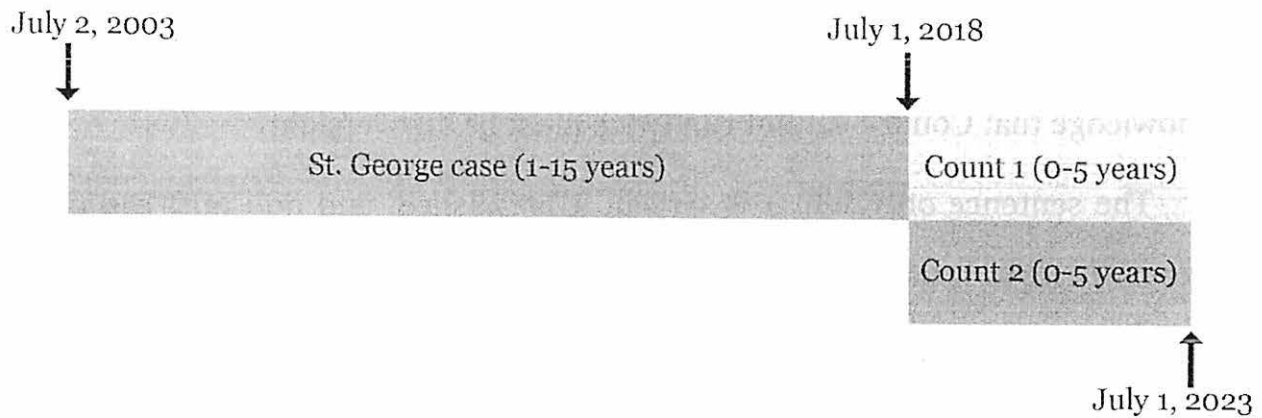 July 2, 2003
July 1, 2018
St. George case (1-15 years)
Count 1 (0-5 years)
Count 2 (0-5 years)
July 1, 2023